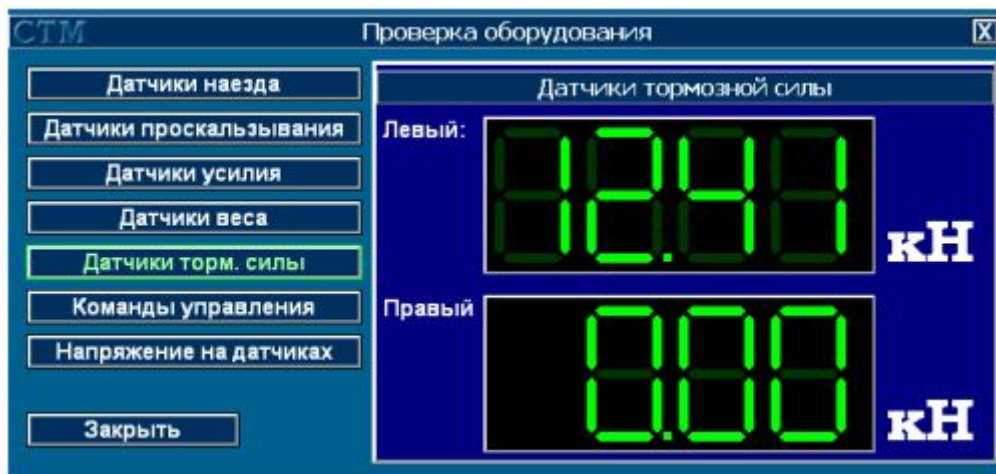 СТМ
Проверка оборудования
X
Датчики наезда
Датчики проскальзывания
Датчики усилия
Датчики веса
Датчики торм. силы
Команды управления
Напряжение на датчиках
Закрыть
Датчики тормозной силы
Левый:
12.41
кН
Правый
0.00
кН